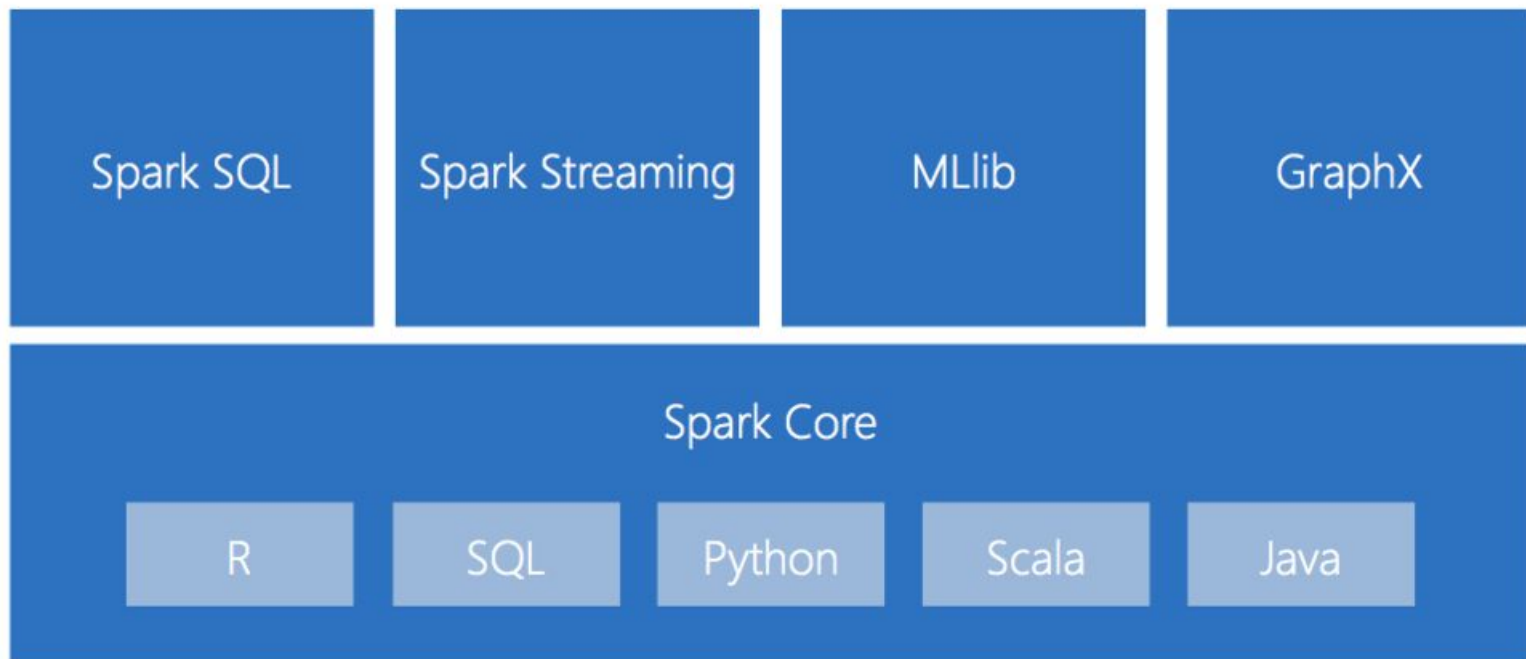 Spark SQL
Spark Streaming
MLlib
GraphX
Spark Core
R
SQL
Python
Scala
Java